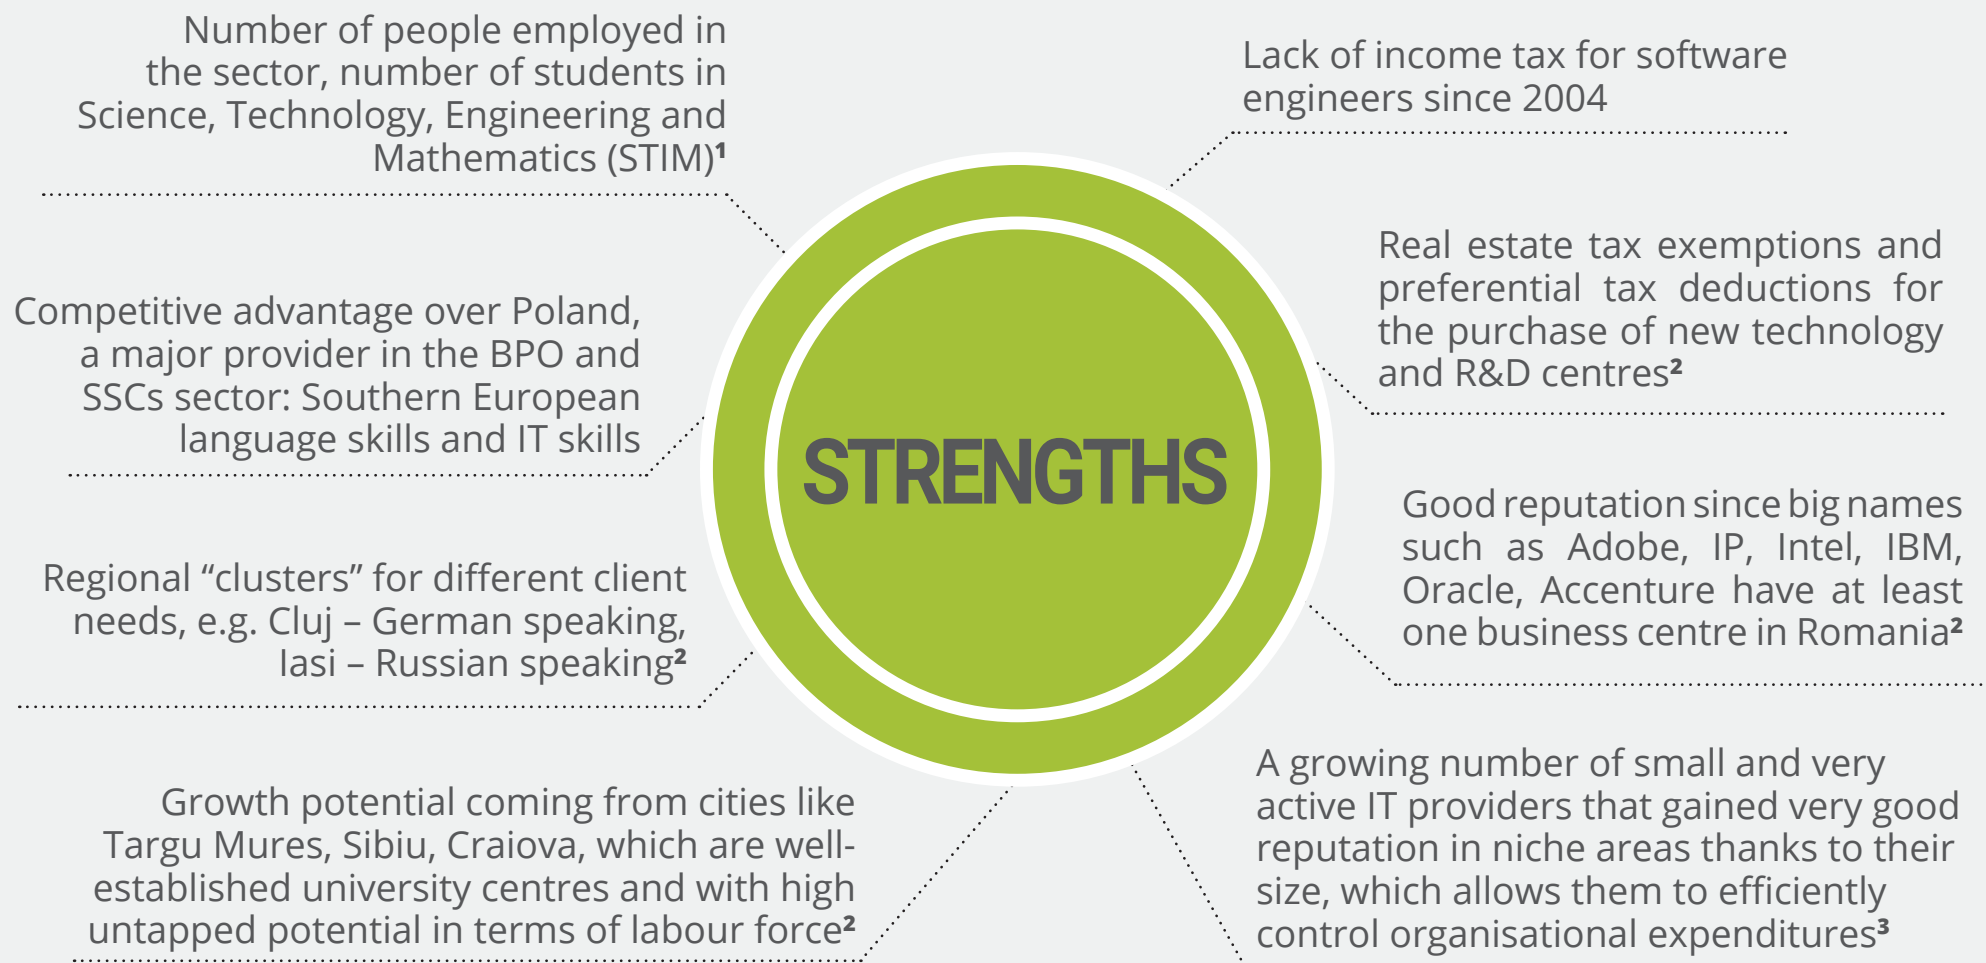 Number of people employed in
the sector, number of students in
Science, Technology, Engineering and
Mathematics (STIM)¹
Competitive advantage over Poland,
a major provider in the BPO and
SSCs sector: Southern European
language skills and IT skills
Regional “clusters” for different client
needs, e.g. Cluj – German speaking,
Iasi – Russian speaking²
Growth potential coming from cities like
Targu Mures, Sibiu, Craiova, which are well-
established university centres and with high
untapped potential in terms of labour force²
STRENGTHS
Lack of income tax for software
engineers since 2004
Real estate tax exemptions and
preferential tax deductions for
the purchase of new technology
and R&D centres²
Good reputation since big names
such as Adobe, IP, Intel, IBM,
Oracle, Accenture have at least
one business centre in Romania²
A growing number of small and very
active IT providers that gained very good
reputation in niche areas thanks to their
size, which allows them to efficiently
control organisational expenditures³